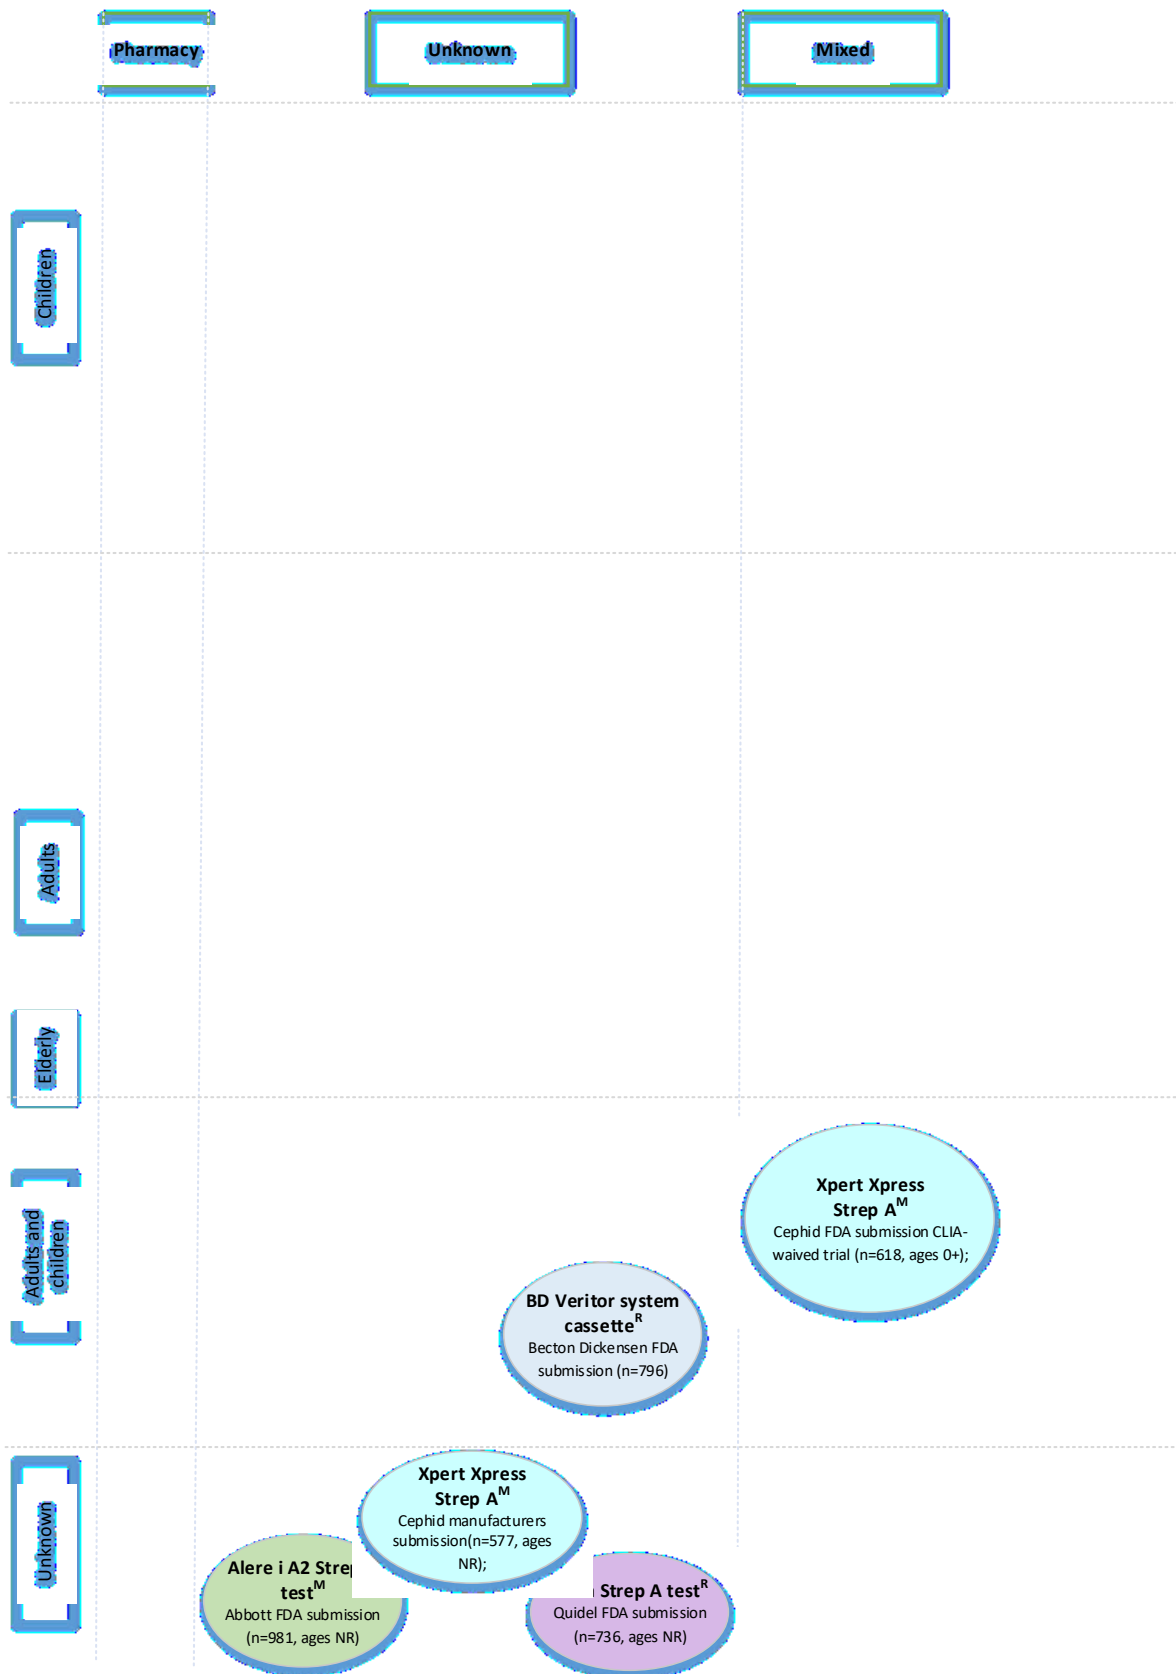 Pharmacy
Unknown
Mixed
Children
Adults
Elderly
Adults and
children
Xpert Xpress
Strep Aᴹ
Cephid FDA submission CLIA-
waived trial (n=618, ages 0+);
BD Veritor system
cassetteᴿ
Becton Dickensen FDA
submission (n=796)
Unknown
Xpert Xpress
Strep Aᴹ
Cephid manufacturers
submission(n=577, ages
NR);
Alere i A2 Strep
testᴹ
Abbott FDA submission
(n=981, ages NR)
Strep A testᴿ
Quidel FDA submission
(n=736, ages NR)